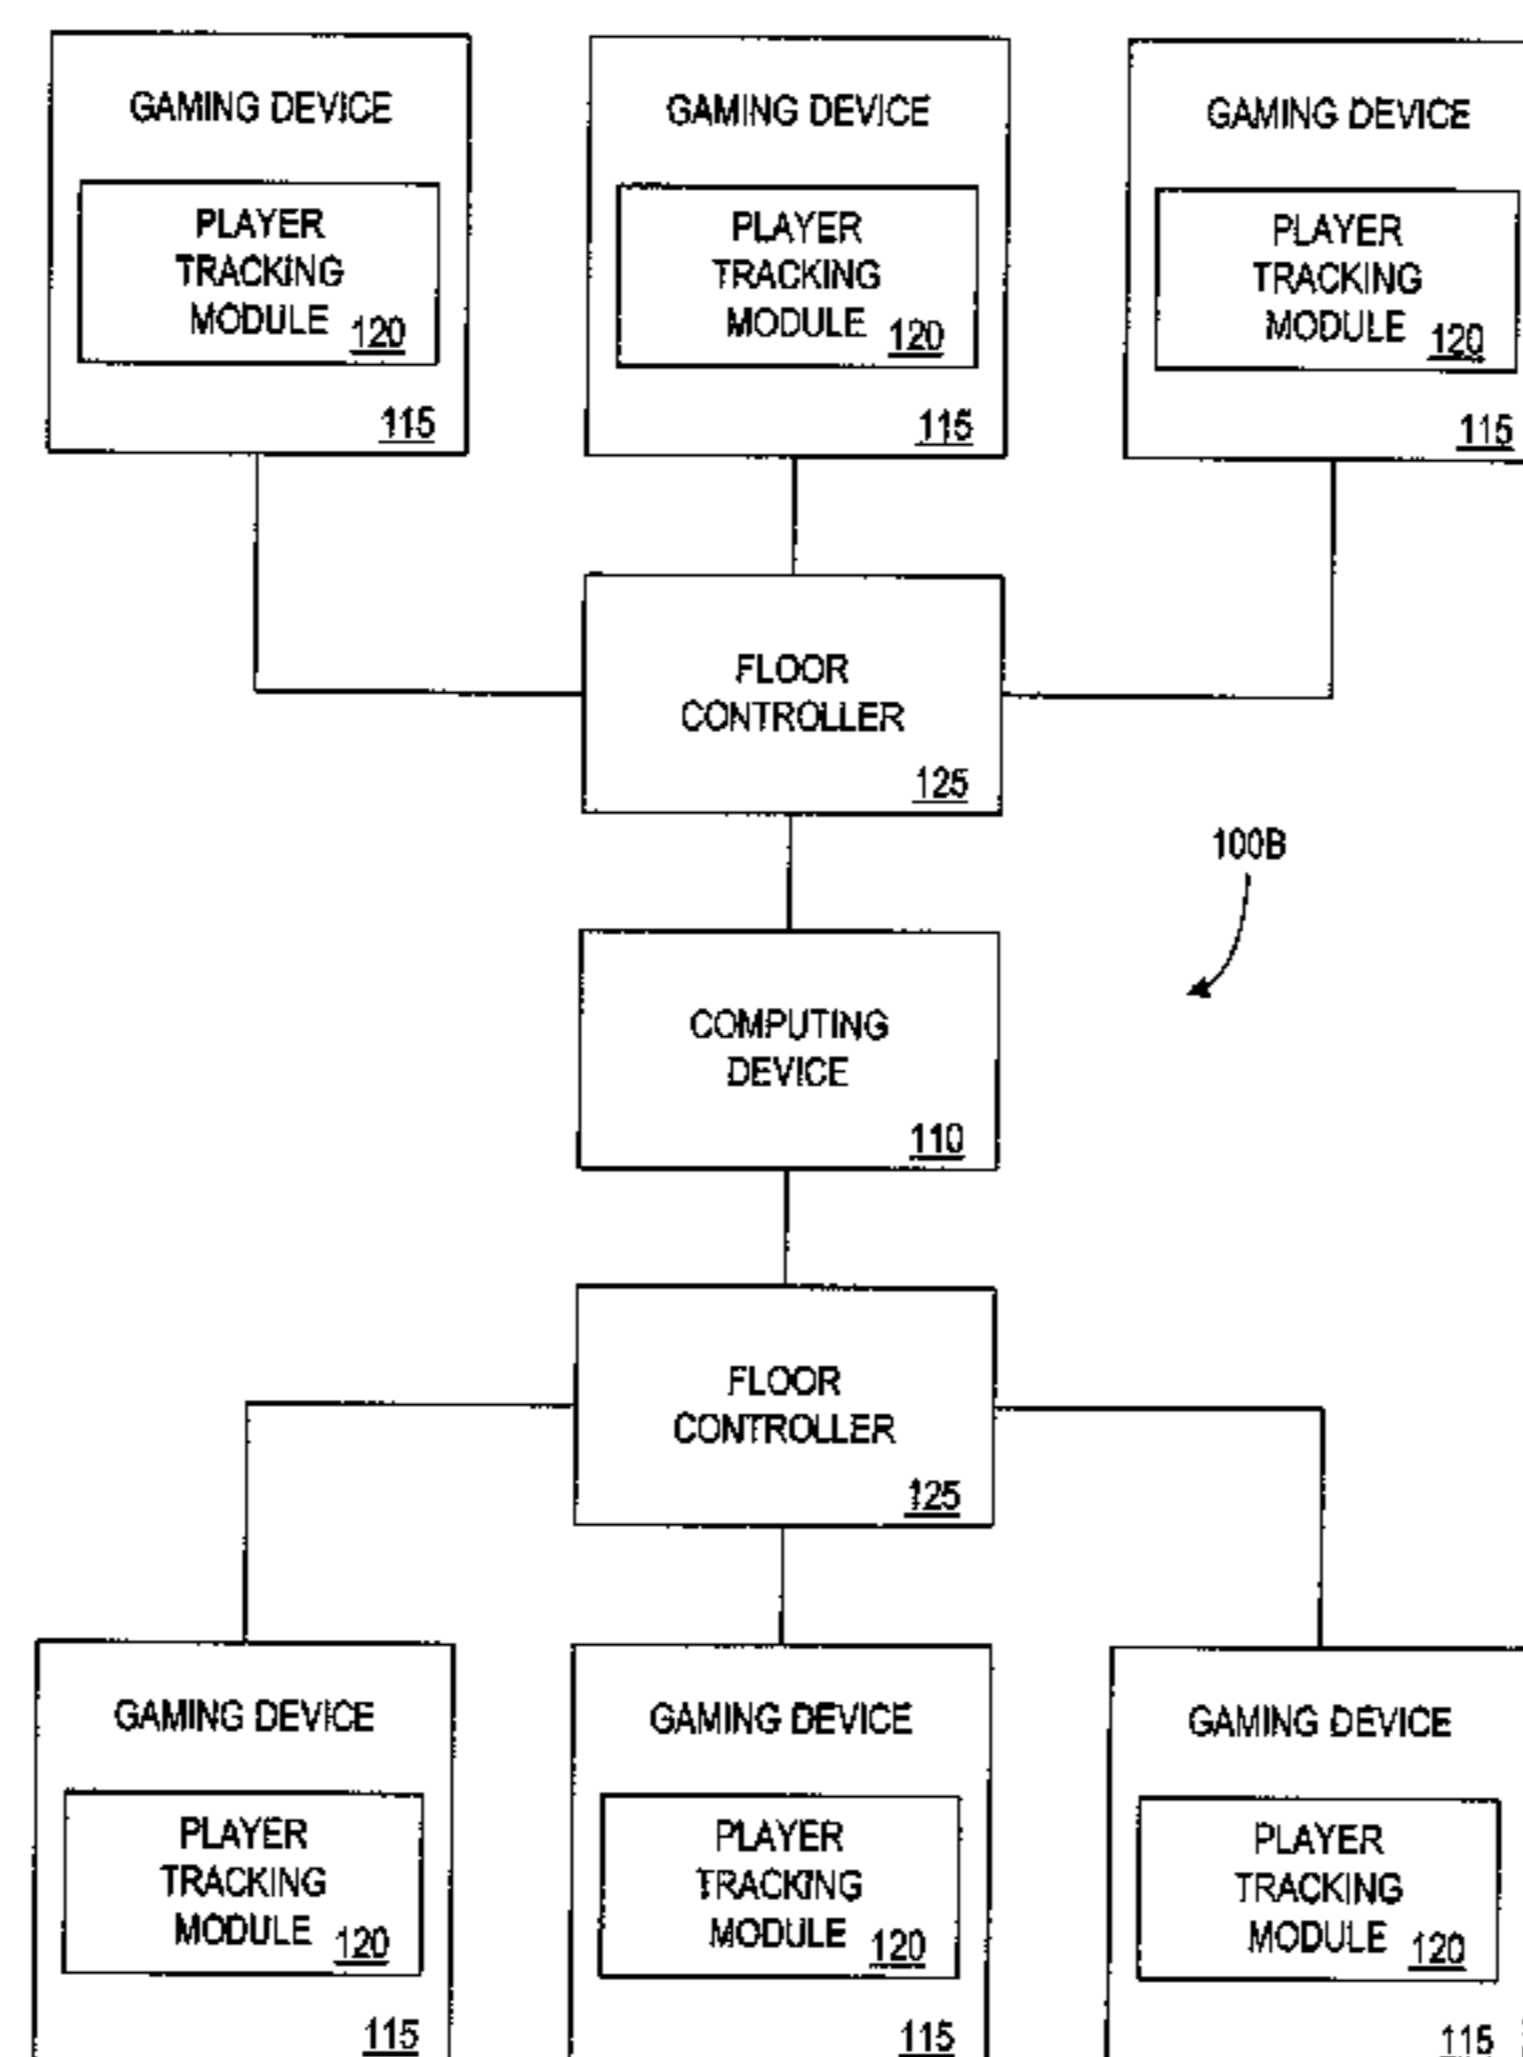 GAMING DEVICE
PLAYER
TRACKING
MODULE 120
115
GAMING DEVICE
PLAYER
TRACKING
MODULE 120
115
GAMING DEVICE
PLAYER
TRACKING
MODULE 120
115
FLOOR
CONTROLLER
125
100B
COMPUTING
DEVICE
110
FLOOR
CONTROLLER
125
GAMING DEVICE
PLAYER
TRACKING
MODULE 120
115
GAMING DEVICE
PLAYER
TRACKING
MODULE 120
115
GAMING DEVICE
PLAYER
TRACKING
MODULE 120
115